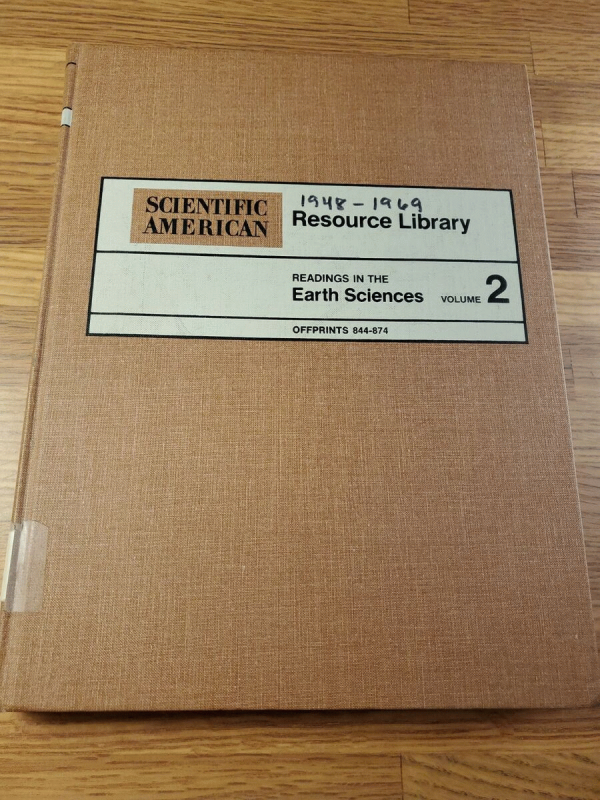 SCIENTIFIC
AMERICAN
1948-1969
Resource Library
READINGS IN THE
Earth Sciences VOLUME 2
OFFPRINTS 844-874